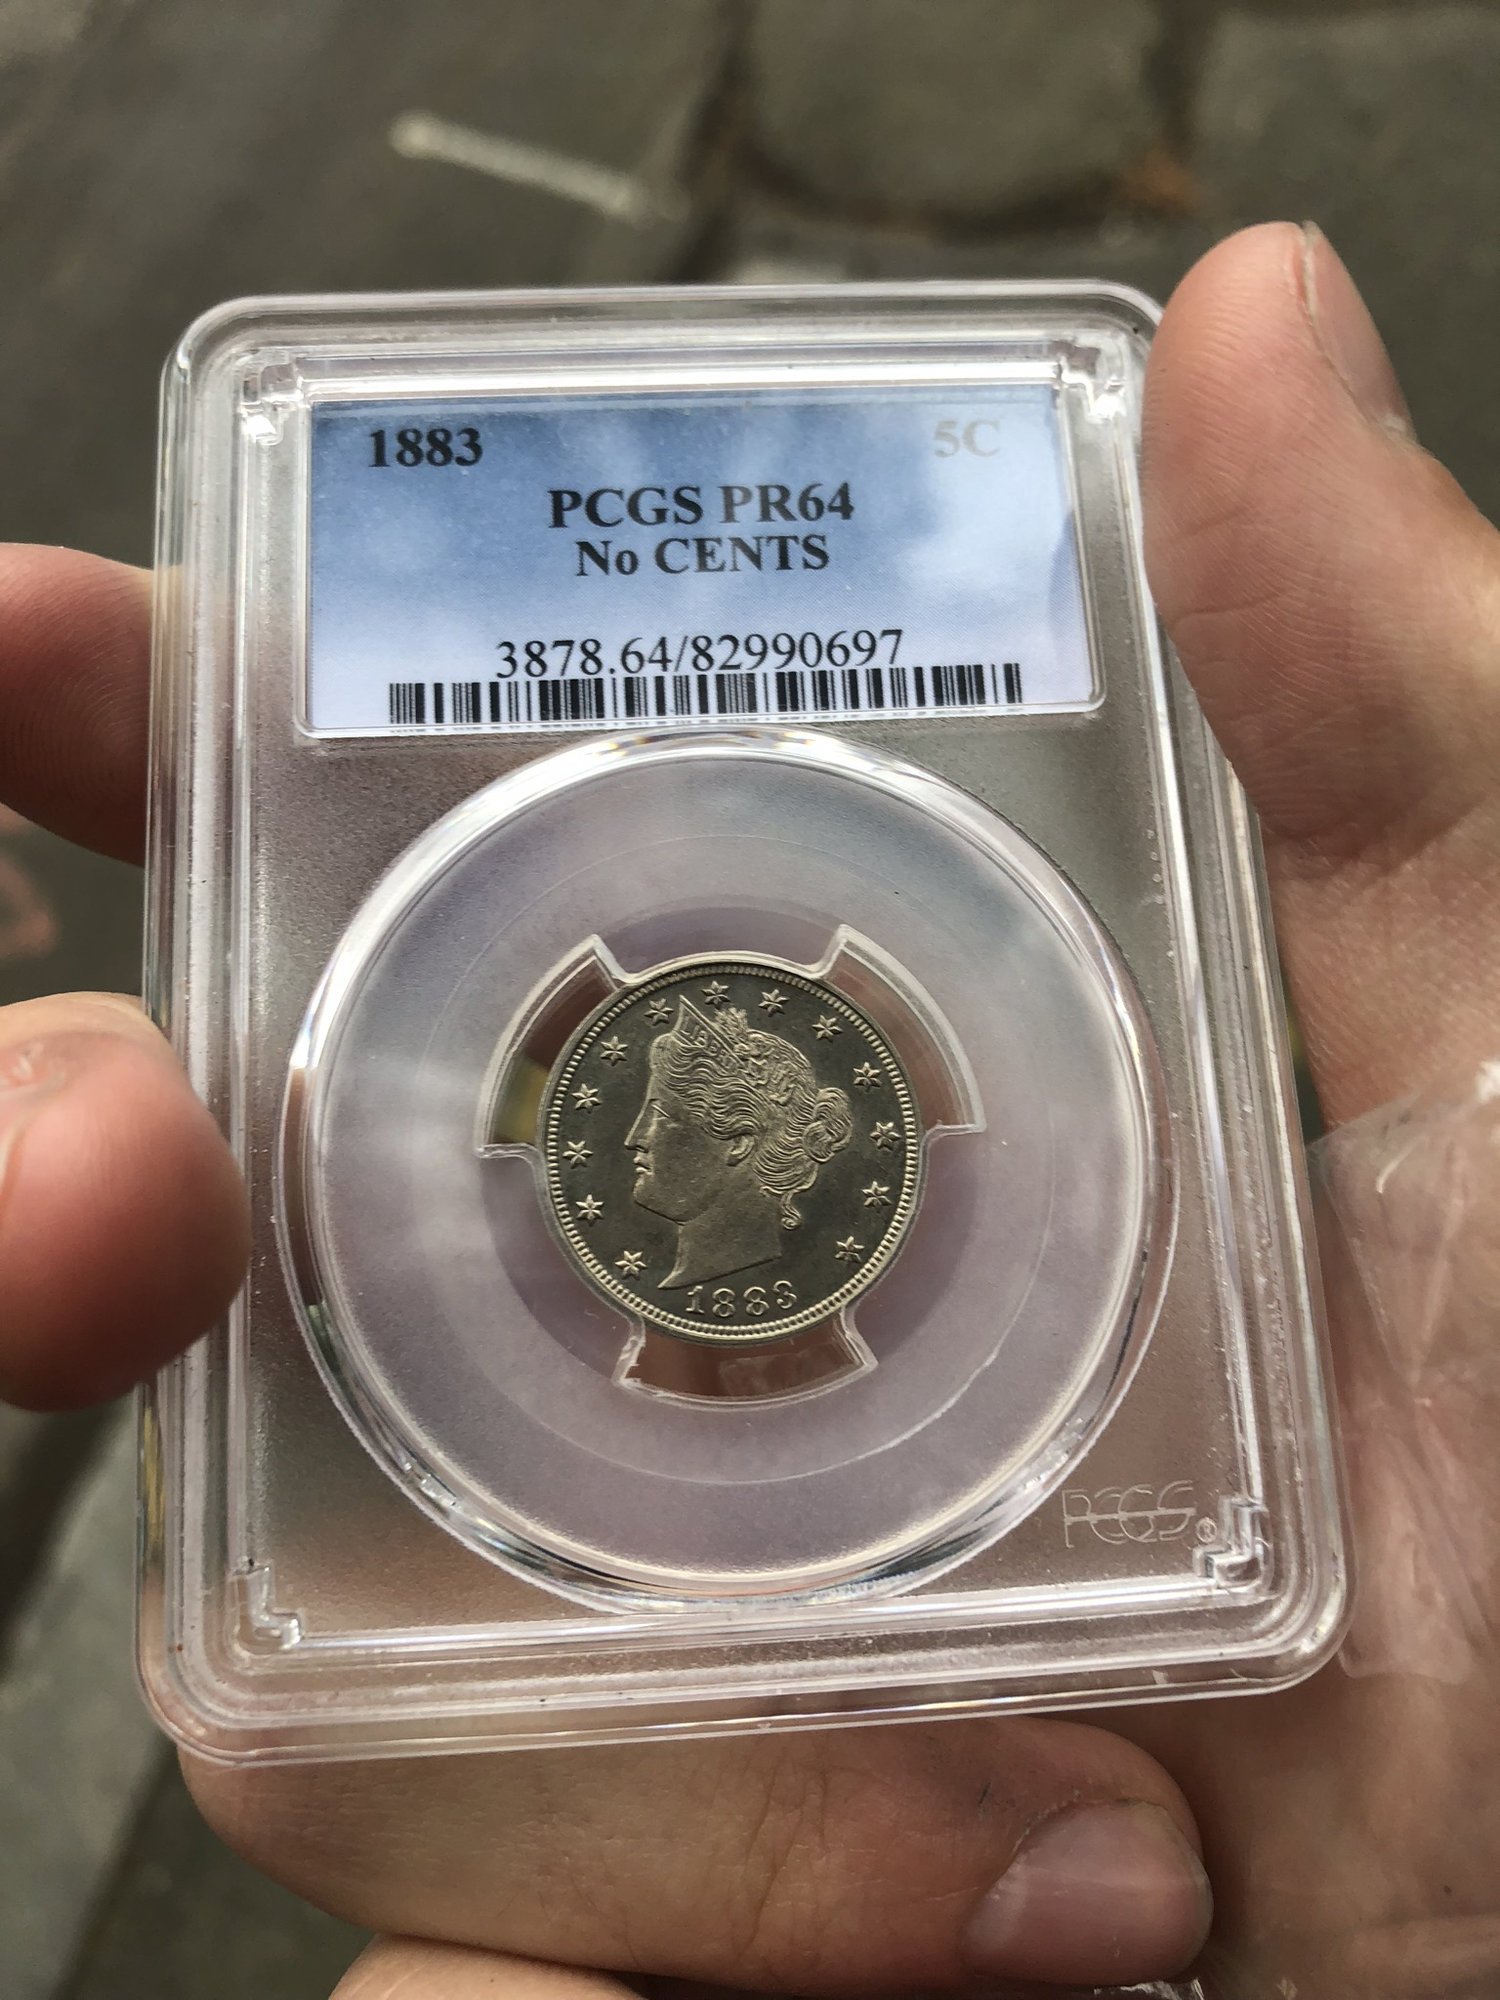 1883 5C
PCGS PR64
No CENTS
3878.64/82990697
LIBERTY
1883
PCGS®